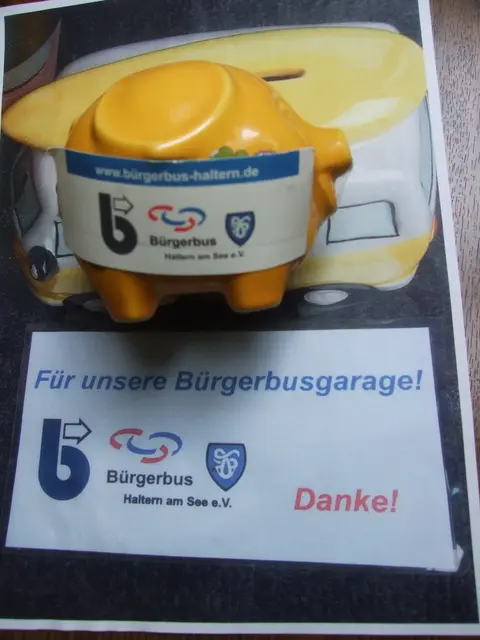 www.bürgerbus-haltern.de
b
Bürgerbus
Haltern am See e.V.
Für unsere Bürgerbusgarage!
b
Bürgerbus
Haltern am See e.V.
Danke!